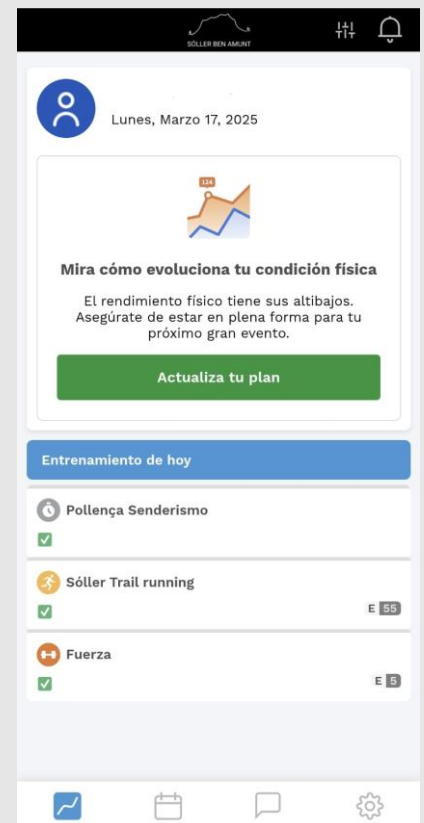 SÓLLER BEN AMUNT
Lunes, Marzo 17, 2025
124
Mira cómo evoluciona tu condición física
El rendimiento físico tiene sus altibajos.
Asegúrate de estar en plena forma para tu
próximo gran evento.
Actualiza tu plan
Entrenamiento de hoy
Pollença Senderismo
Sóller Trail running
E 55
Fuerza
E 5